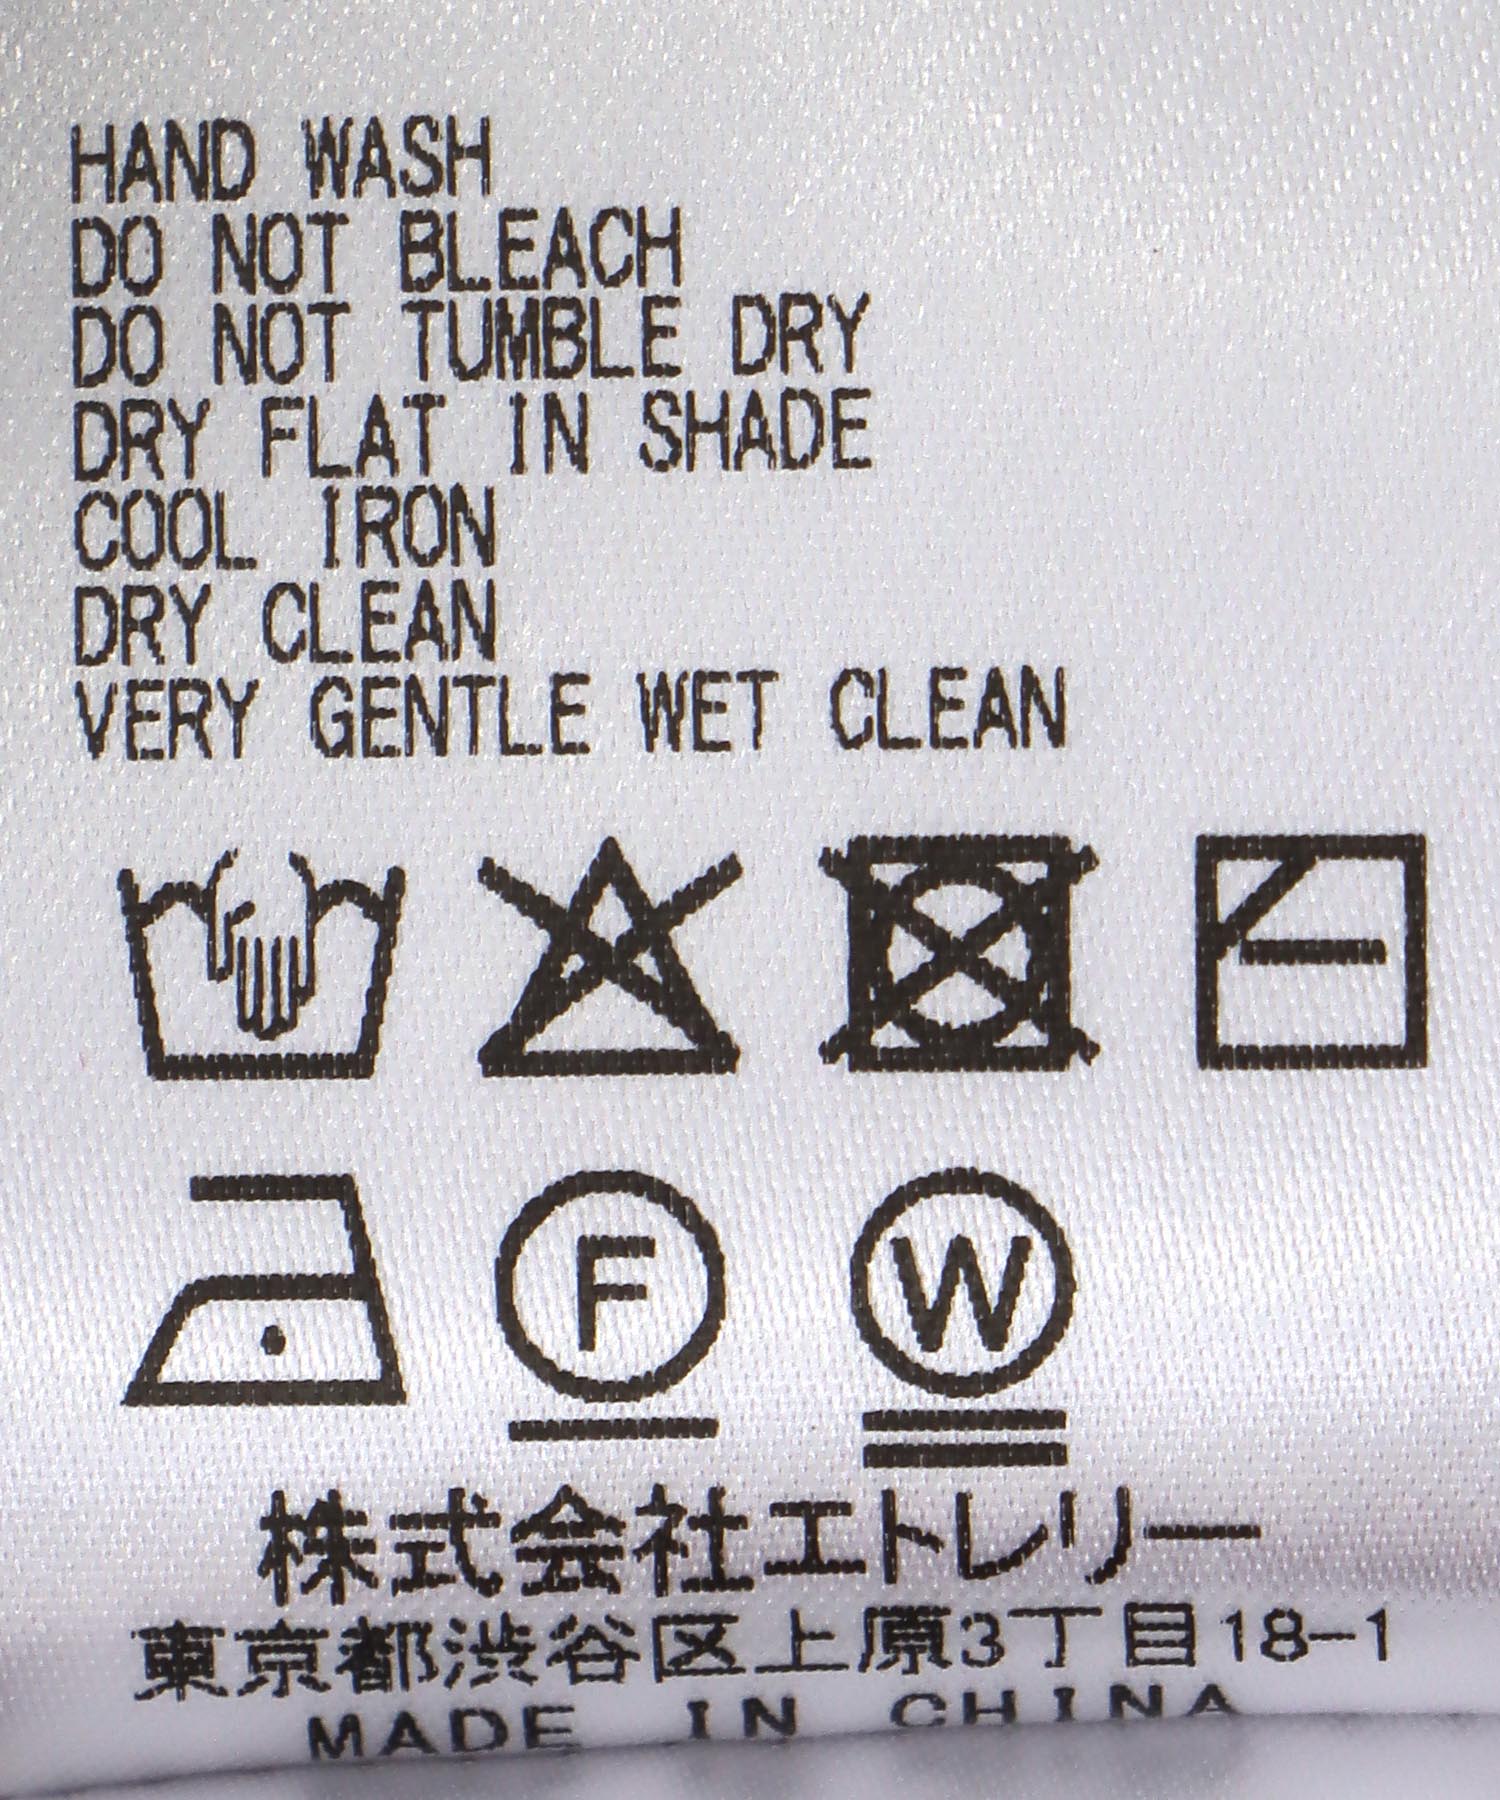 HAND WASH
DO NOT BLEACH
DO NOT TUMBLE DRY
DRY FLAT IN SHADE
COOL IRON
DRY CLEAN
VERY GENTLE WET CLEAN
F W
株式会社エトレリー
東京都渋谷区上原3丁目18-1
MADE IN CHINA